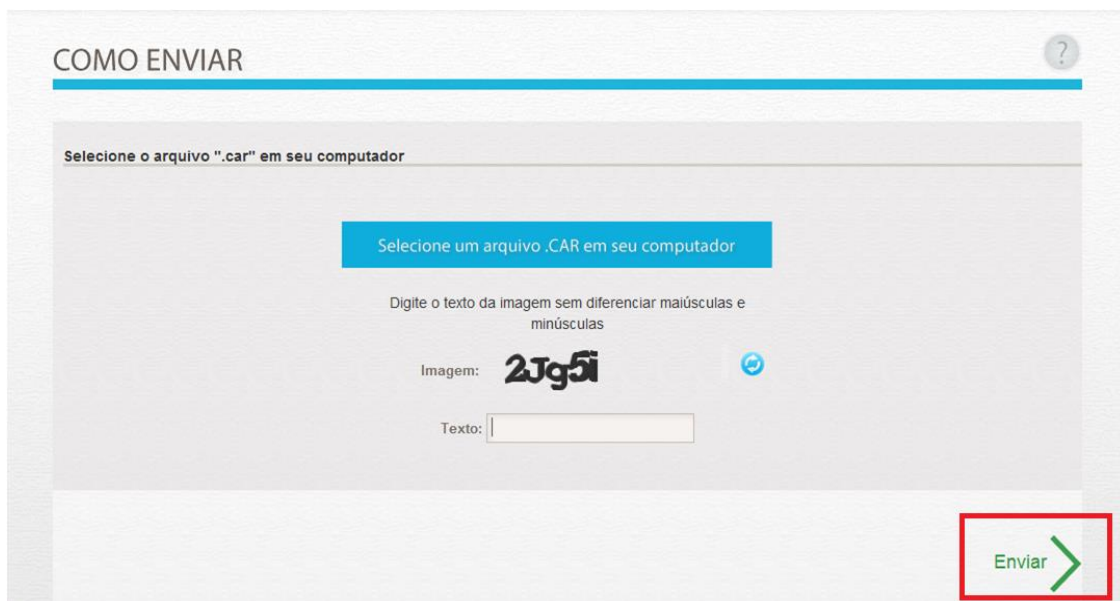 COMO ENVIAR
?
Selecione o arquivo ".car" em seu computador
Selecione um arquivo .CAR em seu computador
Digite o texto da imagem sem diferenciar maiúsculas e
minúsculas
Imagem: 2Jg5i
Texto:
Enviar